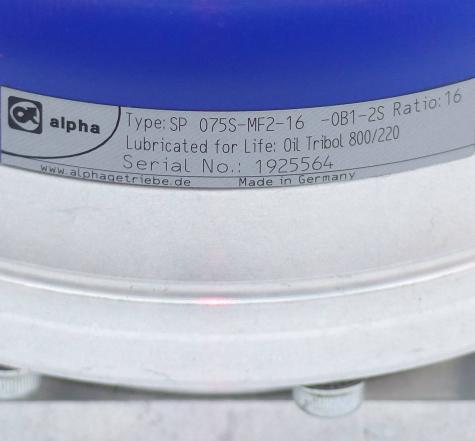 alpha
Type: SP 075S-MF2-16 -0B1-2S Ratio: 16
Lubricated for Life: Oil Tribol 800/220
Serial No.: 1925564
www.alphagetriebe.de Made in Germany